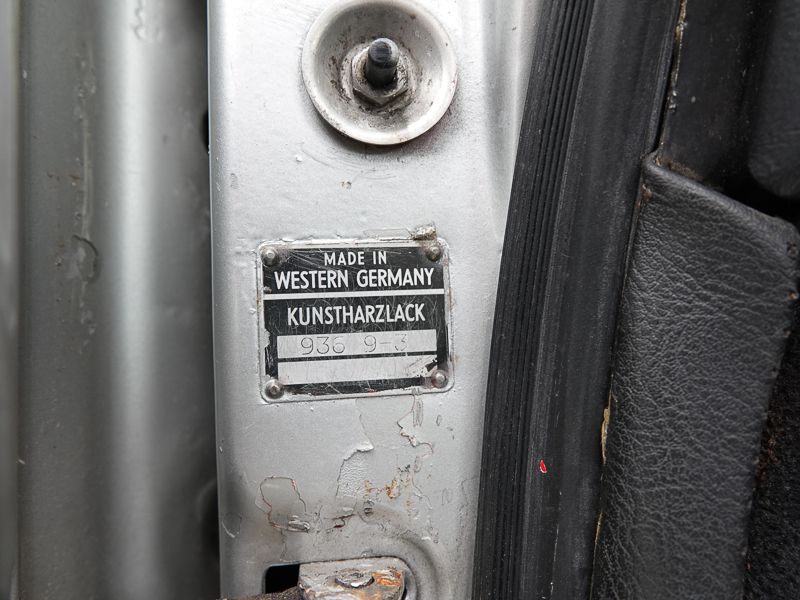 MADE IN
WESTERN GERMANY
KUNSTHARZLACK
936 9-3